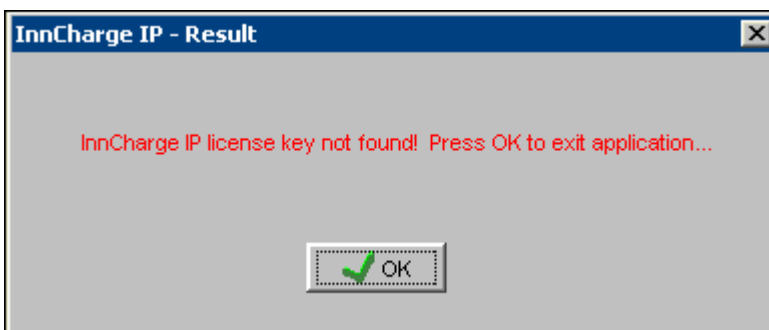 InnCharge IP - Result
InnCharge IP license key not found!  Press OK to exit application...
OK